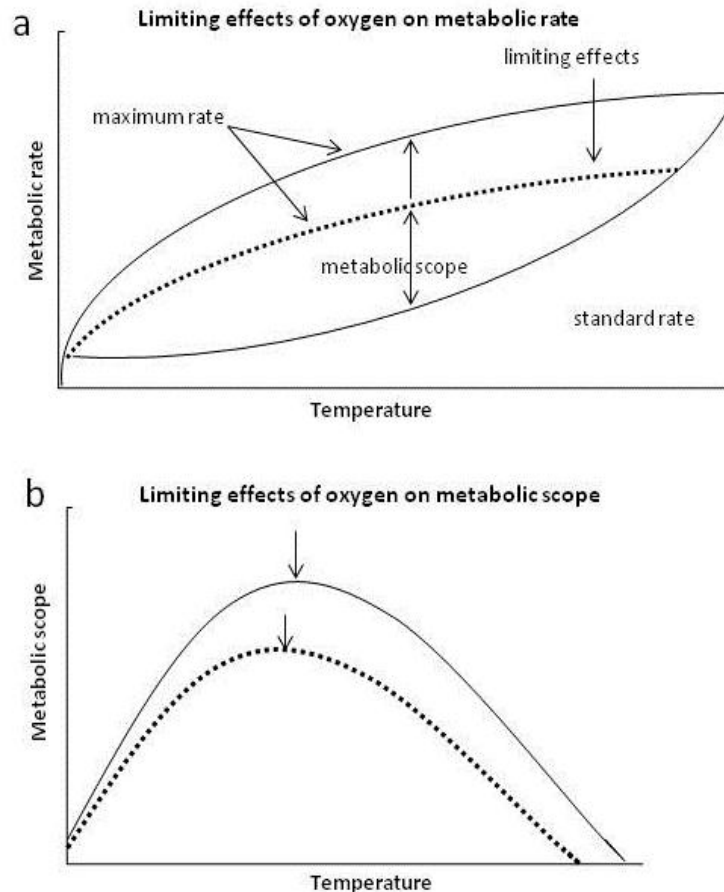 a
Limiting effects of oxygen on metabolic rate
limiting effects
maximum rate
Metabolic rate
metabolic scope
standard rate
Temperature
b
Limiting effects of oxygen on metabolic scope
Metabolic scope
Temperature